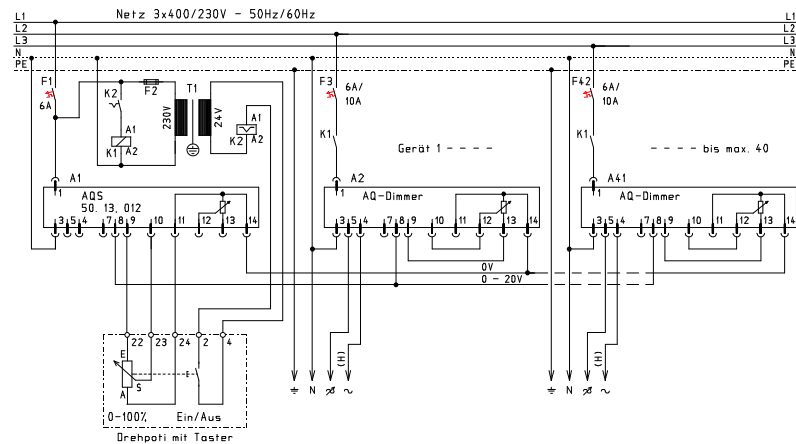 Netz 3x400/230V - 50Hz/60Hz
L1 L1
L2 L2
L3 L3
N N
PE PE
F1 6A
K2
F2
T1
230V
24V
A1
K2 A2
A1
K1 A2
F3 6A/
10A
K1
F42 6A/
10A
K1
Gerät 1 - - - -
- - - - bis max. 40
A1
1
AQS
50. 13, 012
3 5 4 7 8 9 10 11 12 13 14
A2
1
AQ-Dimmer
3 5 4 7 8 9 10 11 12 13 14
A41
1
AQ-Dimmer
3 5 4 7 8 9 10 11 12 13 14
0V
0 - 20V
22 23 24 2 4
E
S
A
E
0-100% Ein/Aus
Drehpoti mit Taster
(H)
N
(H)
N